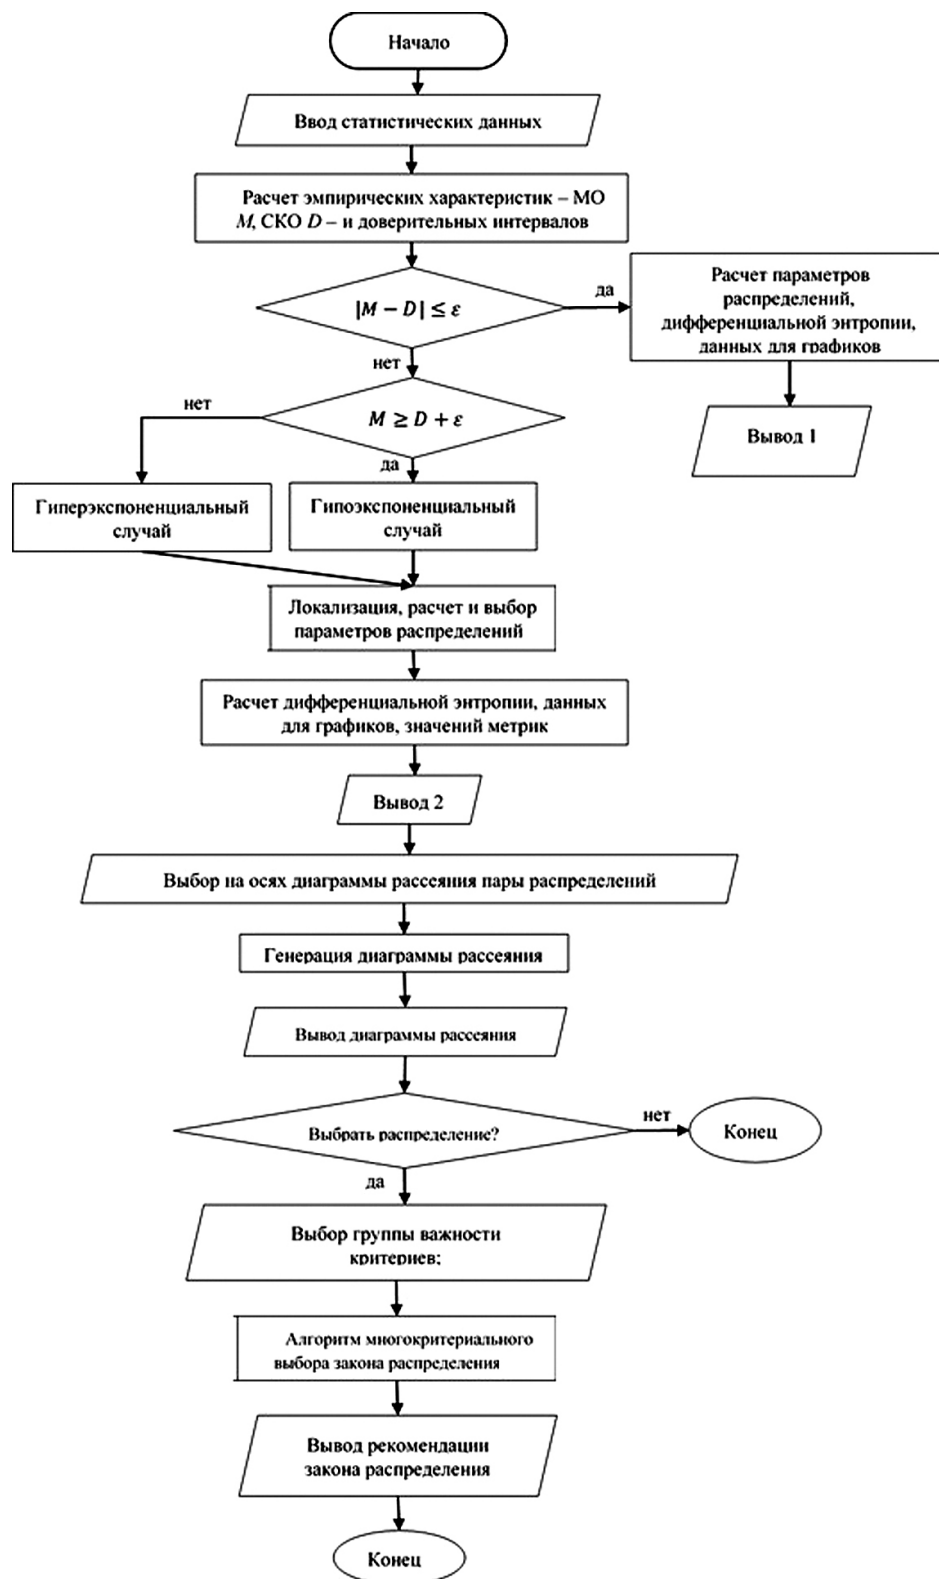 Начало
Ввод статистических данных
Расчет эмпирических характеристик – МО
M, СКО D – и доверительных интервалов
|M − D| ≤ ε
да
Расчет параметров
распределений,
дифференциальной энтропии,
данных для графиков
Вывод 1
нет
M ≥ D + ε
нет
да
Гиперэкспоненциальный
случай
Гипоэкспоненциальный
случай
Локализация, расчет и выбор
параметров распределений
Расчет дифференциальной энтропии, данных
для графиков, значений метрик
Вывод 2
Выбор на осях диаграммы рассеяния пары распределений
Генерация диаграммы рассеяния
Вывод диаграммы рассеяния
Выбрать распределение?
нет
Конец
да
Выбор группы важности
критериев;
Алгоритм многокритериального
выбора закона распределения
Вывод рекомендации
закона распределения
Конец